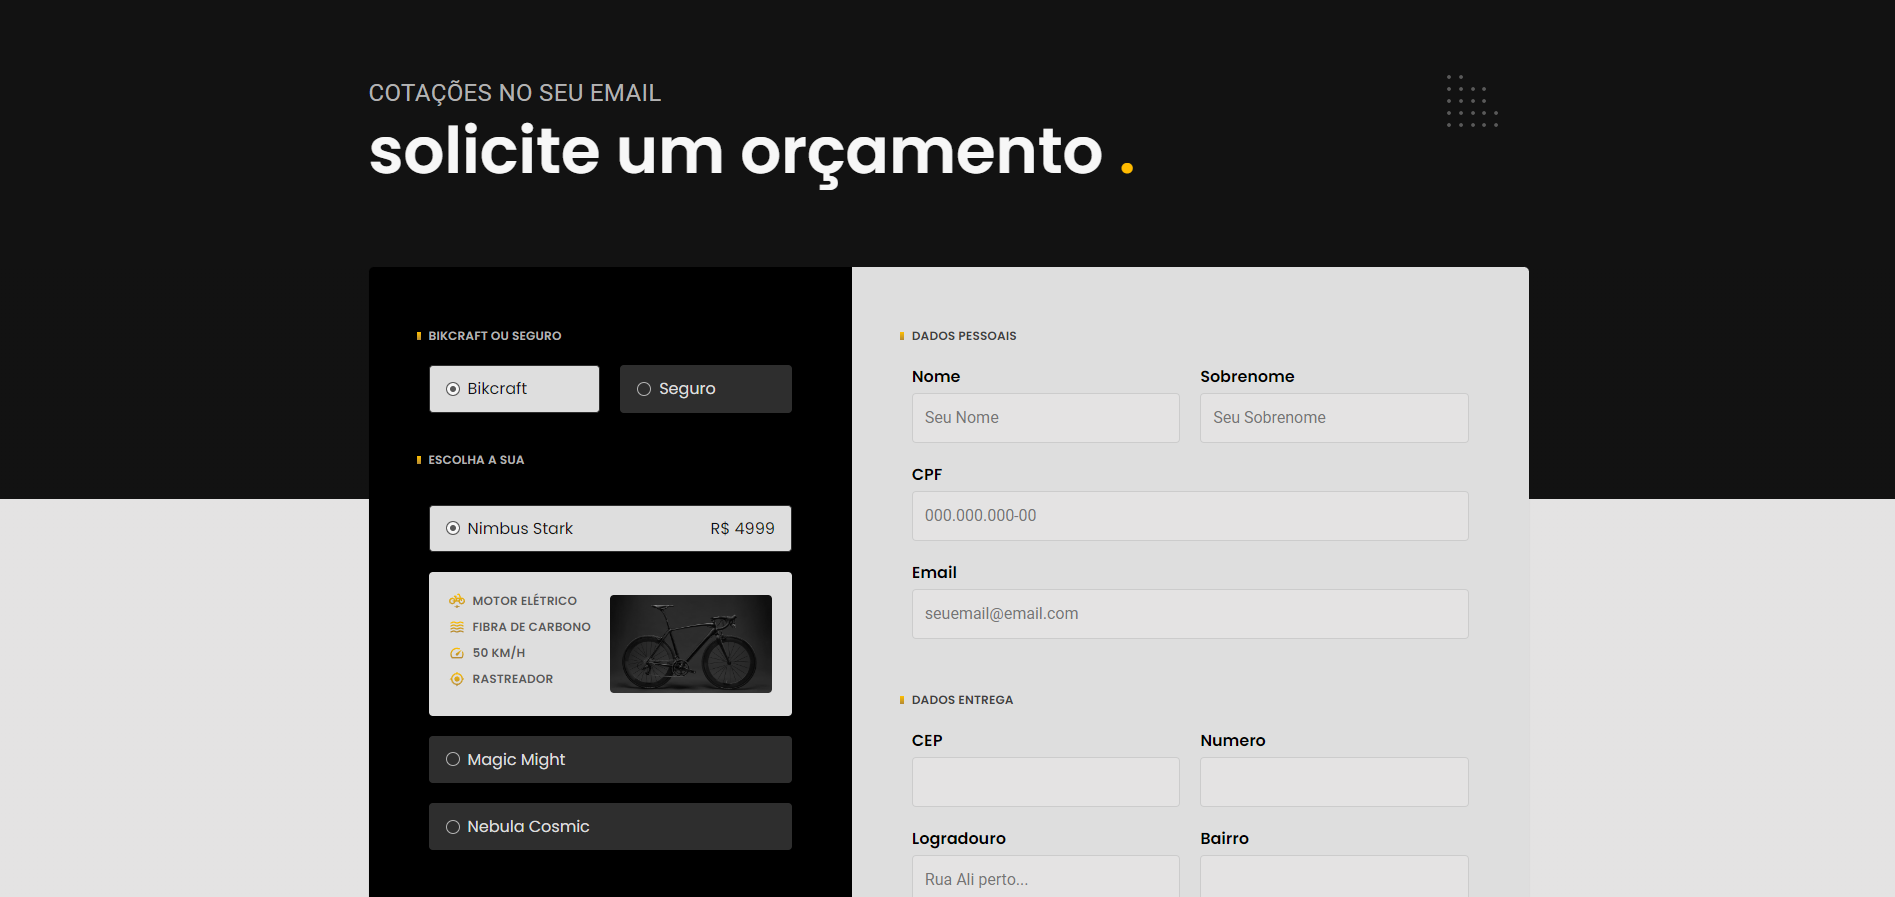 COTAÇÕES NO SEU EMAIL
solicite um orçamento .
BIKCRAFT OU SEGURO
Bikcraft
Seguro
ESCOLHA A SUA
Nimbus Stark
R$ 4999
MOTOR ELÉTRICO
FIBRA DE CARBONO
50 KM/H
RASTREADOR
Magic Might
Nebula Cosmic
DADOS PESSOAIS
Nome
Sobrenome
Seu Nome
Seu Sobrenome
CPF
000.000.000-00
Email
seuemail@email.com
DADOS ENTREGA
CEP
Numero
Logradouro
Bairro
Rua Ali perto...